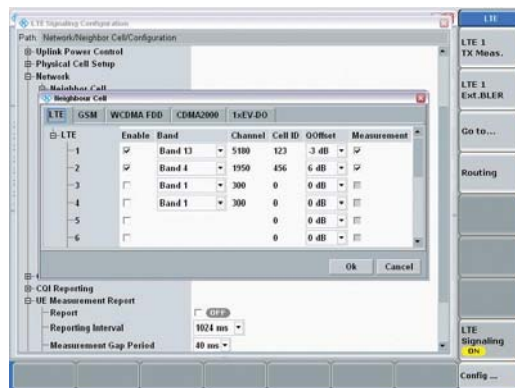 LTE Signaling Configuration
LTE
Path: Network/Neighbor Cell/Configuration
Uplink Power Control
Physical Cell Setup
Network
Neighbor Cell
Neighbour Cell
LTE GSM WCDMA FDD CDMA2000 1xEV-DO
LTE Enable Band Channel Cell ID QOffset Measurement
1 Band 13 5180 123 -3 dB
2 Band 4 1950 456 6 dB
3 Band 1 300 0 0 dB
4 Band 1 300 0 0 dB
5 0 0 dB
6 0 0 dB
Ok Cancel
CQI Reporting
UE Measurement Report
Report OFF
Reporting Interval 1024 ms
Measurement Gap Period 40 ms
LTE 1
TX Meas.
LTE 1
Ext.BLER
Go to...
Routing
LTE
Signaling
ON
Config ...